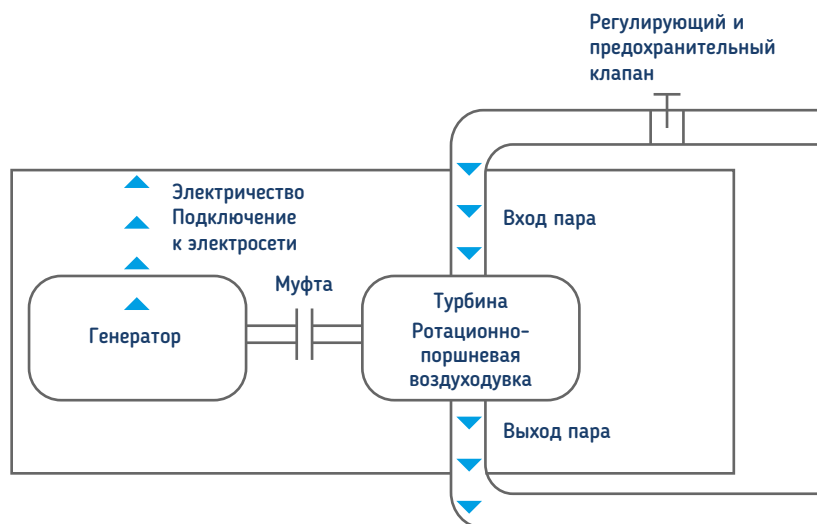 Регулирующий и
предохранительный
клапан
Электричество
Подключение
к электросети
Вход пара
Муфта
Генератор
Турбина
Ротационно-
поршневая
воздуходувка
Выход пара